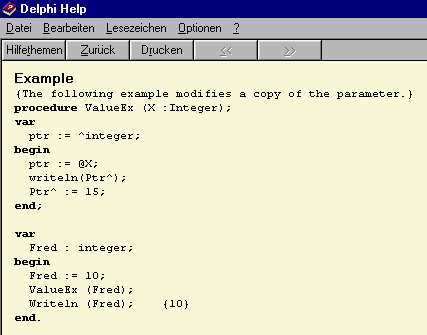 Delphi Help
Datei Bearbeiten Lesezeichen Optionen ?
Hilfethemen Zurück Drucken << >>
Example
{The following example modifies a copy of the parameter.}
procedure ValueEx (X :Integer);
var
ptr := ^integer;
begin
ptr := @X;
writeln(Ptr^);
Ptr^ := 15;
end;
var
Fred : integer;
begin
Fred := 10;
ValueEx (Fred);
Writeln (Fred); {10}
end.